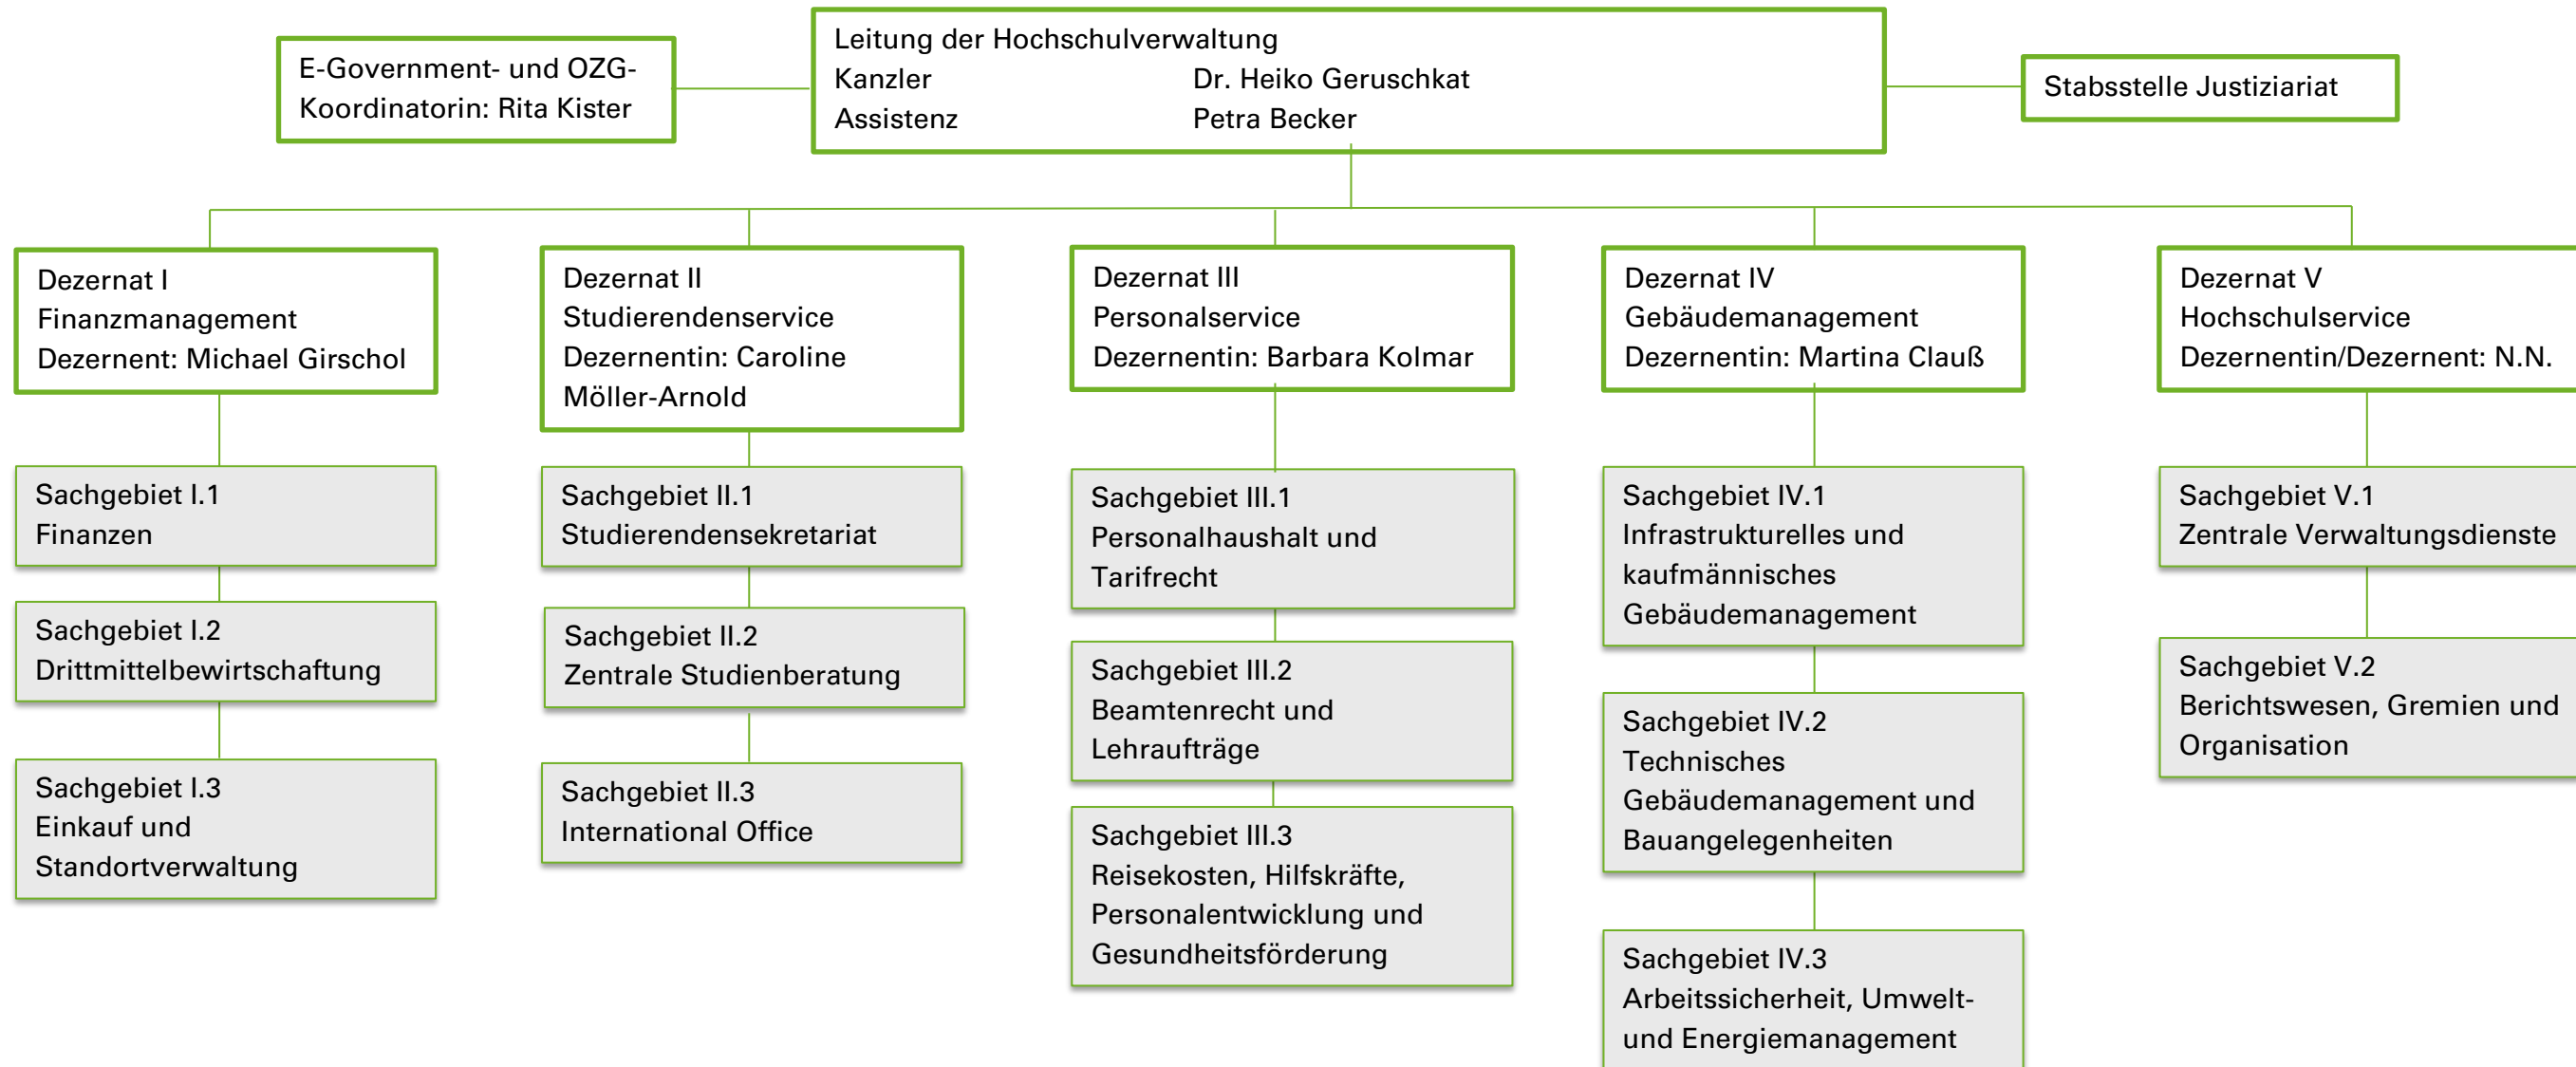 E-Government- und OZG-
Koordinatorin: Rita Kister
Leitung der Hochschulverwaltung
Kanzler Dr. Heiko Geruschkat
Assistenz Petra Becker
Stabsstelle Justiziariat
Dezernat I
Finanzmanagement
Dezernent: Michael Girschol
Sachgebiet I.1
Finanzen
Sachgebiet I.2
Drittmittelbewirtschaftung
Sachgebiet I.3
Einkauf und
Standortverwaltung
Dezernat II
Studierendenservice
Dezernentin: Caroline
Möller-Arnold
Sachgebiet II.1
Studierendensekretariat
Sachgebiet II.2
Zentrale Studienberatung
Sachgebiet II.3
International Office
Dezernat III
Personalservice
Dezernentin: Barbara Kolmar
Sachgebiet III.1
Personalhaushalt und
Tarifrecht
Sachgebiet III.2
Beamtenrecht und
Lehraufträge
Sachgebiet III.3
Reisekosten, Hilfskräfte,
Personalentwicklung und
Gesundheitsförderung
Dezernat IV
Gebäudemanagement
Dezernentin: Martina Clauß
Sachgebiet IV.1
Infrastrukturelles und
kaufmännisches
Gebäudemanagement
Sachgebiet IV.2
Technisches
Gebäudemanagement und
Bauangelegenheiten
Sachgebiet IV.3
Arbeitssicherheit, Umwelt-
und Energiemanagement
Dezernat V
Hochschulservice
Dezernentin/Dezernent: N.N.
Sachgebiet V.1
Zentrale Verwaltungsdienste
Sachgebiet V.2
Berichtswesen, Gremien und
Organisation